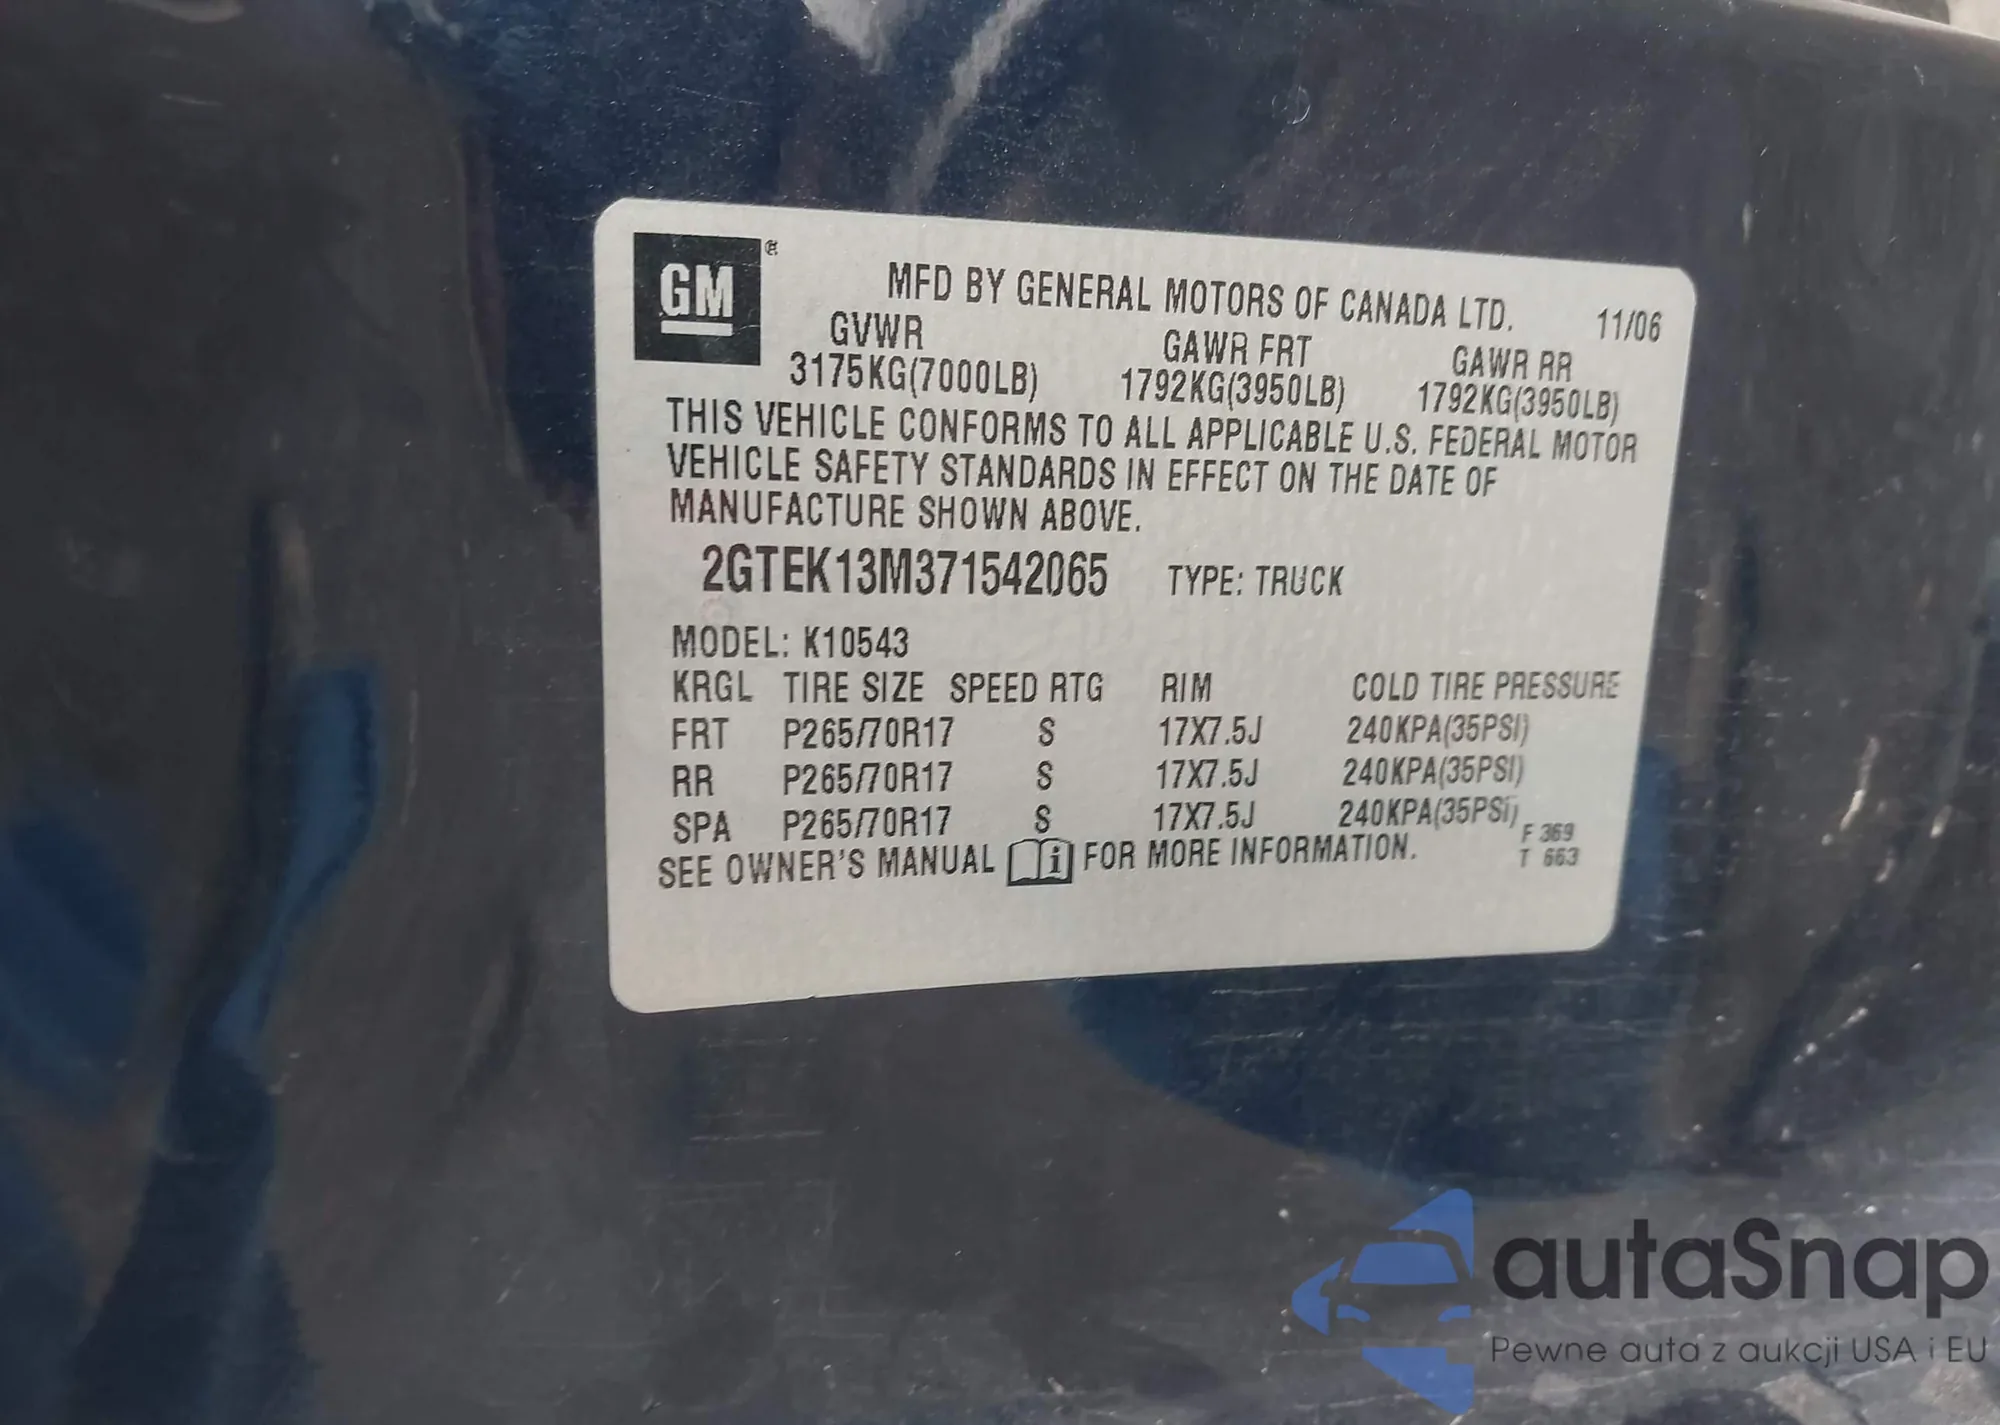 GM ®
MFD BY GENERAL MOTORS OF CANADA LTD. 11/06
GVWR GAWR FRT GAWR RR
3175KG(7000LB) 1792KG(3950LB) 1792KG(3950LB)
THIS VEHICLE CONFORMS TO ALL APPLICABLE U.S. FEDERAL MOTOR
VEHICLE SAFETY STANDARDS IN EFFECT ON THE DATE OF
MANUFACTURE SHOWN ABOVE.
2GTEK13M371542065 TYPE: TRUCK
MODEL: K10543
KRGL TIRE SIZE SPEED RTG RIM COLD TIRE PRESSURE
FRT P265/70R17 S 17X7.5J 240KPA(35PSI)
RR P265/70R17 S 17X7.5J 240KPA(35PSI)
SPA P265/70R17 S 17X7.5J 240KPA(35PSI)
F 369
SEE OWNER'S MANUAL i FOR MORE INFORMATION. T 663
autaSnap
Pewne auta z aukcji USA i EU